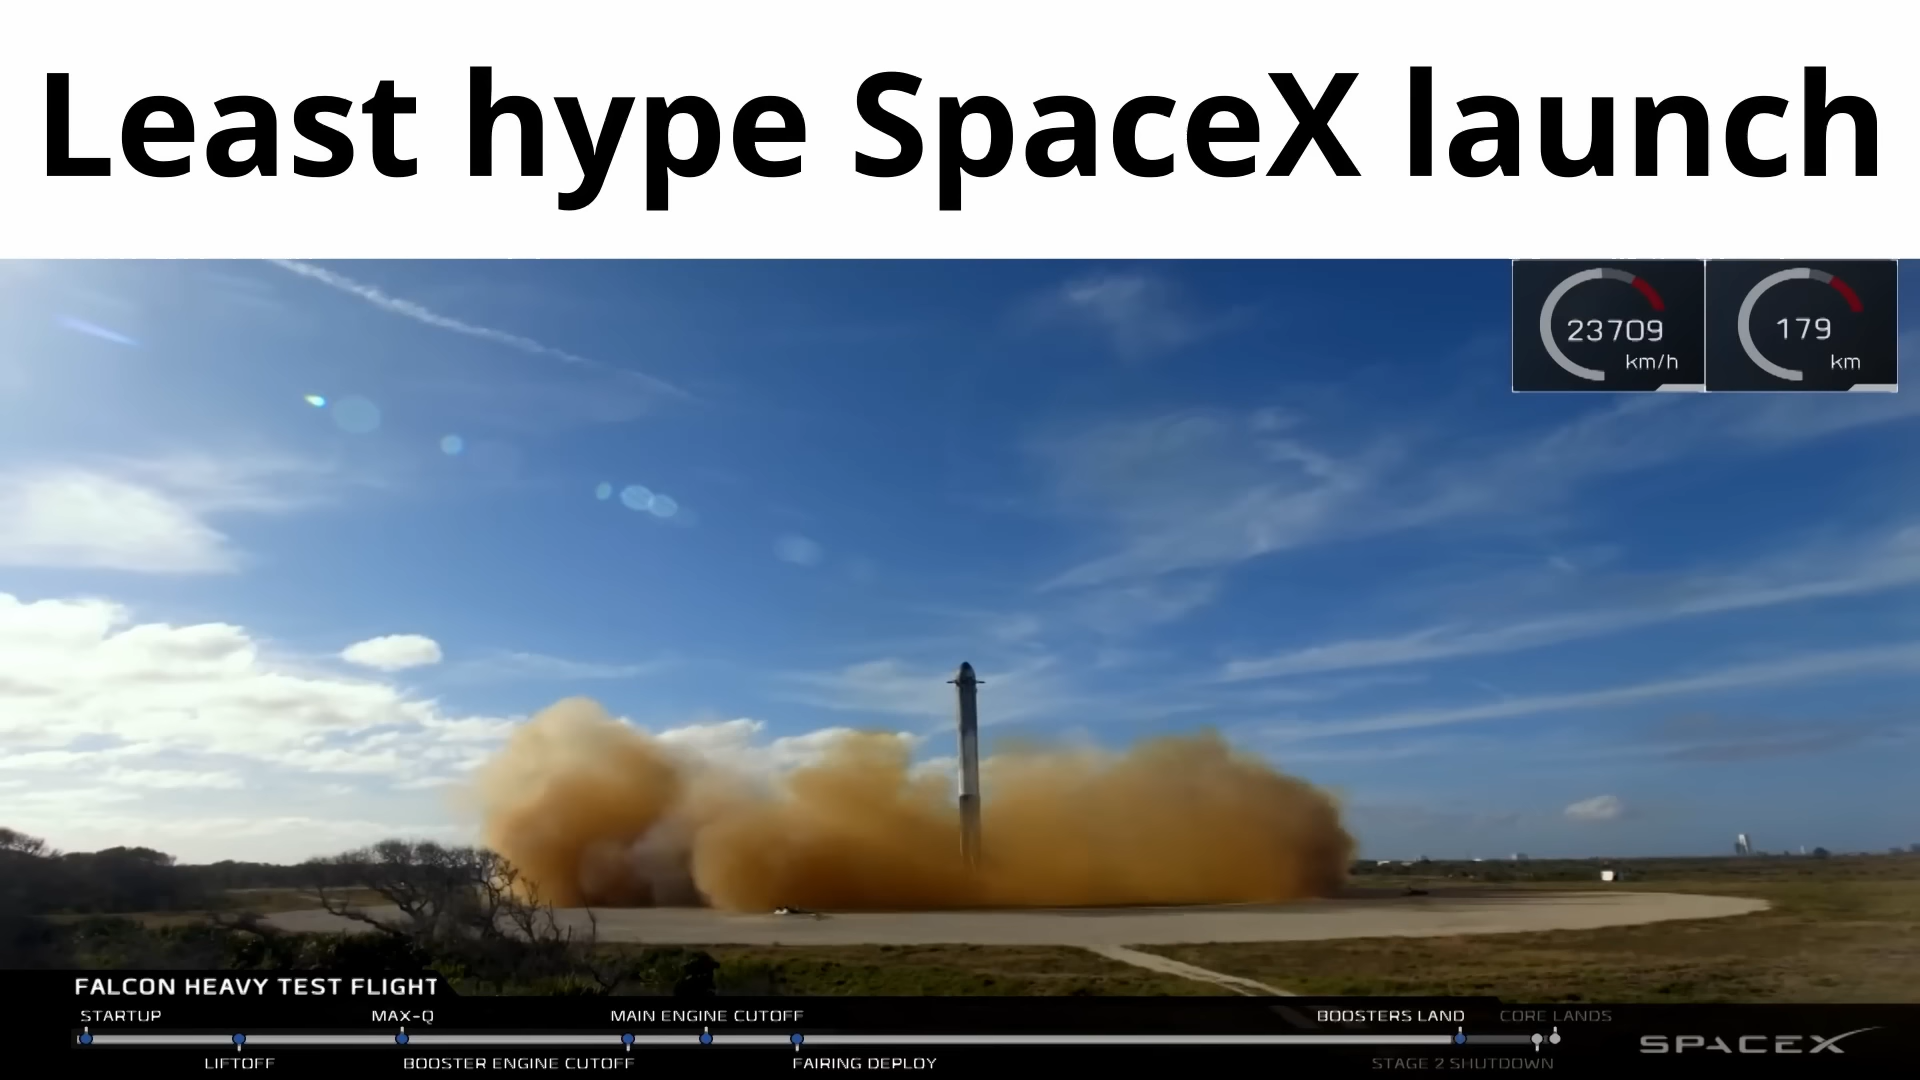 Least hype SpaceX launch
23709
km/h
179
km
FALCON HEAVY TEST FLIGHT
STARTUP
MAX-Q
MAIN ENGINE CUTOFF
BOOSTERS LAND
CORE LANDS
LIFTOFF
BOOSTER ENGINE CUTOFF
FAIRING DEPLOY
STAGE 2 SHUTDOWN
SPACEX